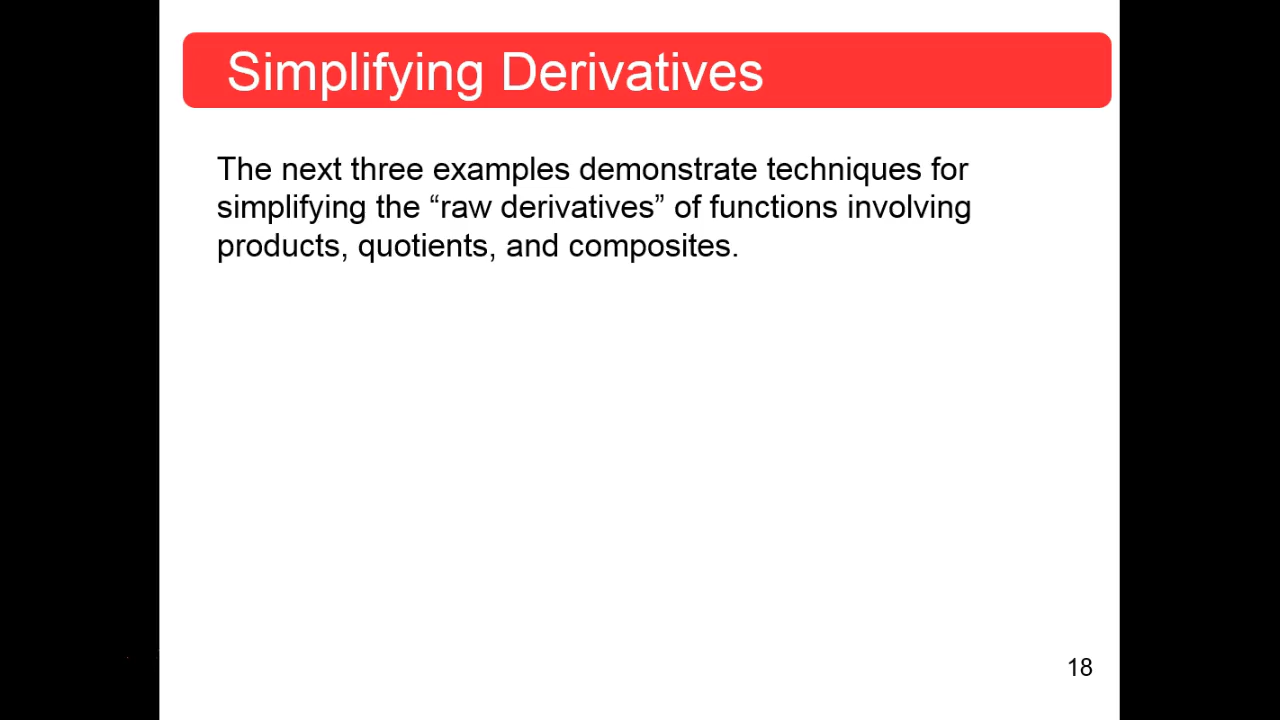 Simplifying Derivatives
The next three examples demonstrate techniques for
simplifying the “raw derivatives” of functions involving
products, quotients, and composites.
18